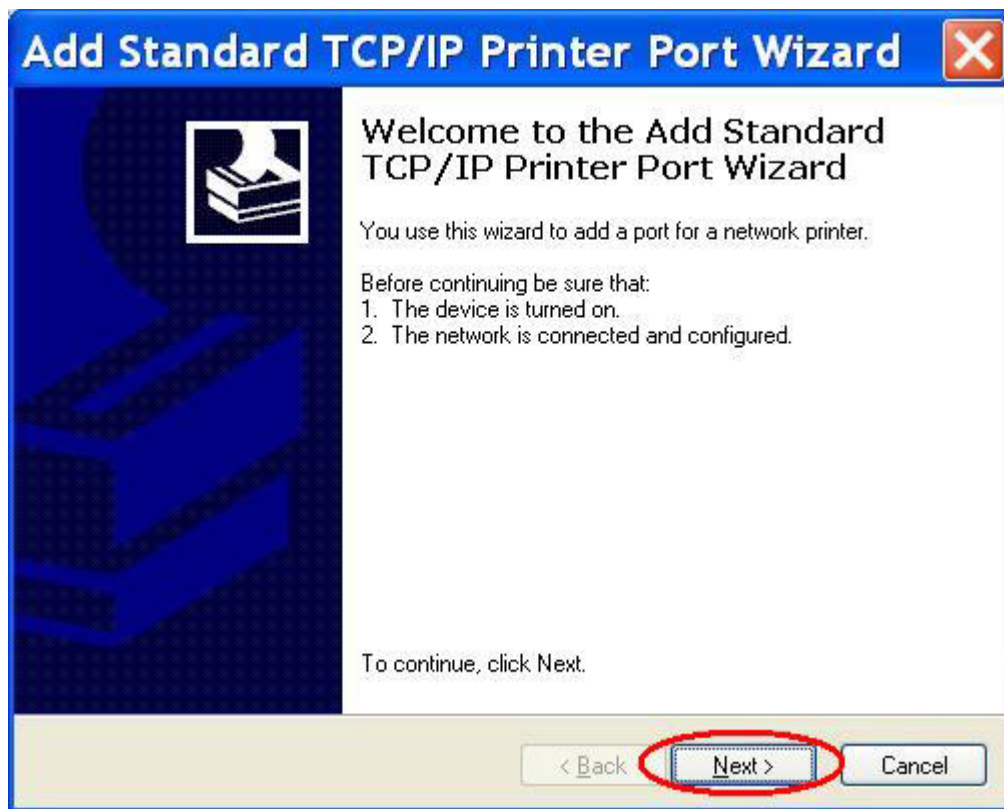 Add Standard TCP/IP Printer Port Wizard
Welcome to the Add Standard
TCP/IP Printer Port Wizard
You use this wizard to add a port for a network printer.
Before continuing be sure that:
1. The device is turned on.
2. The network is connected and configured.
To continue, click Next.
< Back
Next >
Cancel